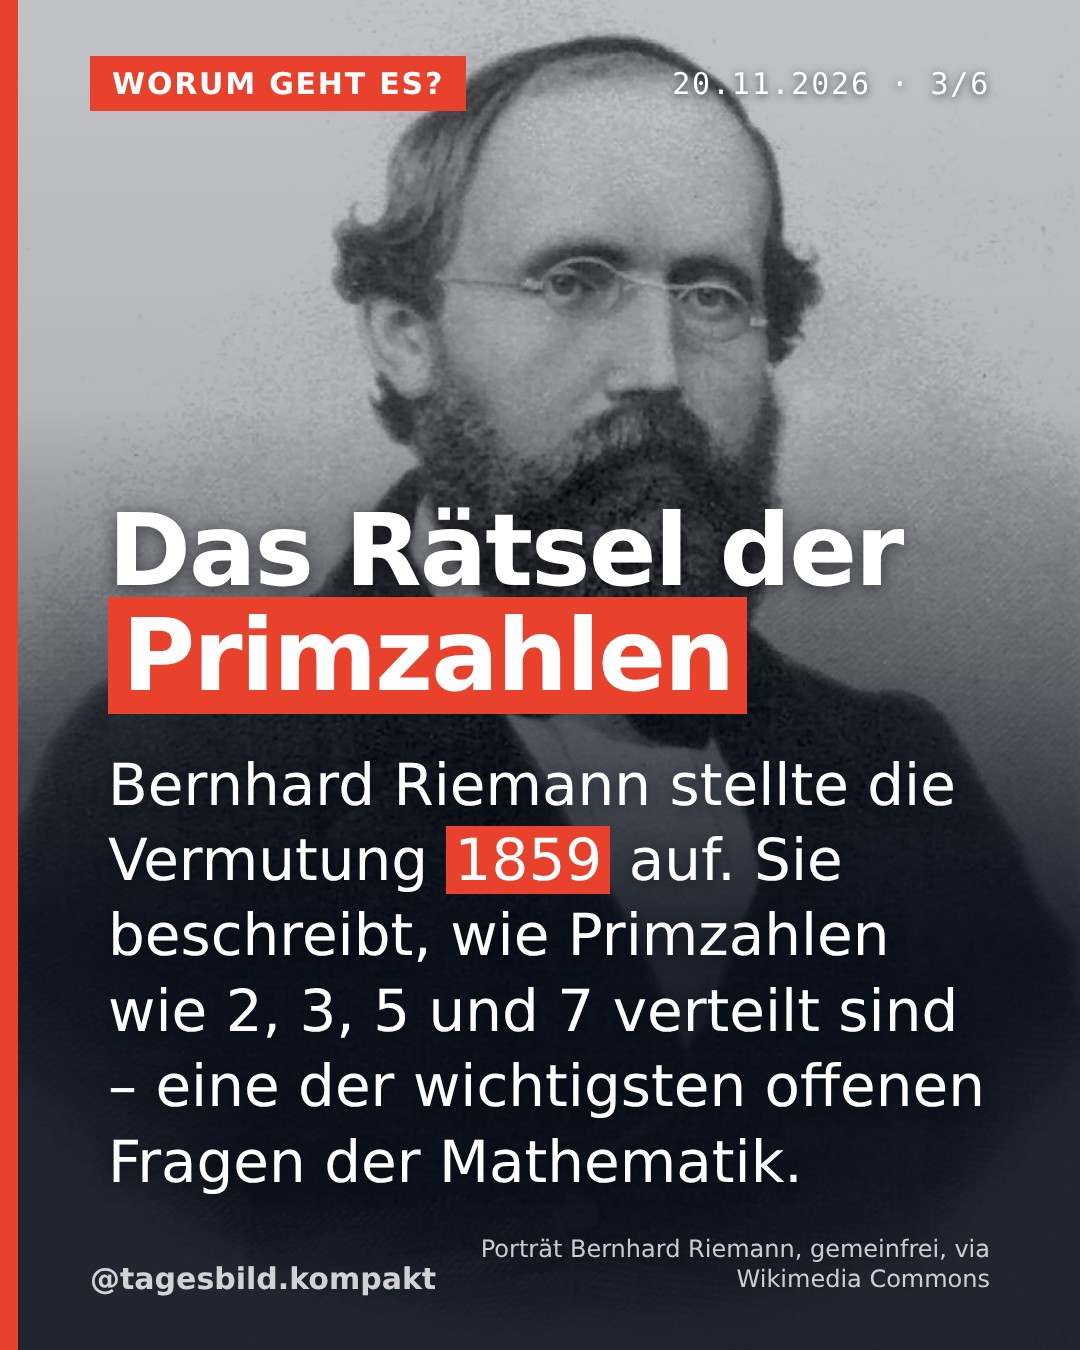 WORUM GEHT ES?
20.11.2026 · 3/6
Das Rätsel der
Primzahlen
Bernhard Riemann stellte die
Vermutung 1859 auf. Sie
beschreibt, wie Primzahlen
wie 2, 3, 5 und 7 verteilt sind
– eine der wichtigsten offenen
Fragen der Mathematik.
Porträt Bernhard Riemann, gemeinfrei, via
Wikimedia Commons
@tagesbild.kompakt